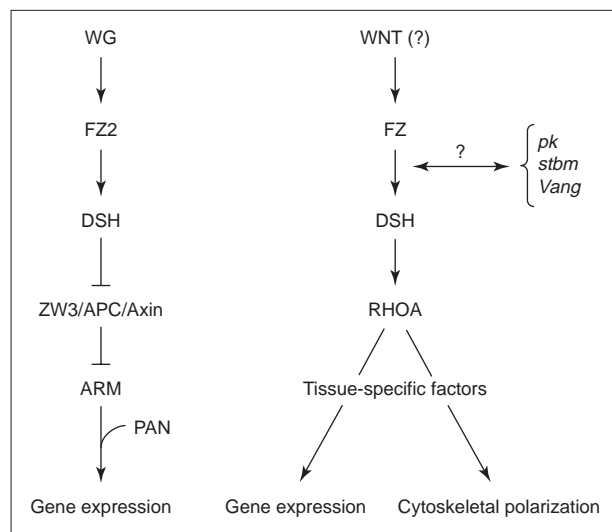 WG
FZ2
DSH
ZW3/APC/Axin
ARM
PAN
Gene expression
WNT (?)
FZ
?
pk
stbm
Vang
DSH
RHOA
Tissue-specific factors
Gene expression
Cytoskeletal polarization